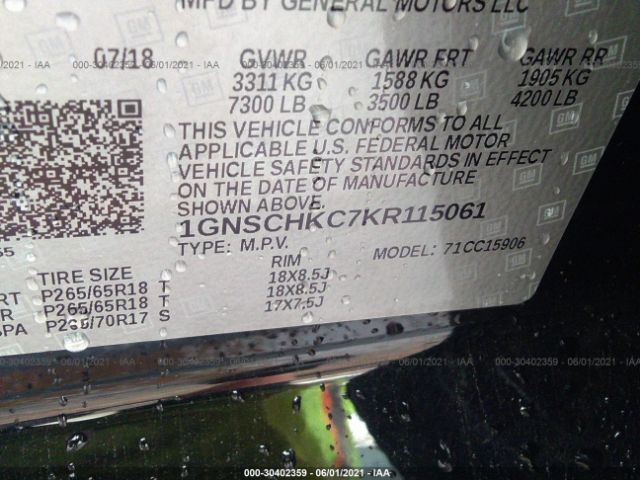 MFD BY GENERAL MOTORS LLC
07/18 GVWR GAWR FRT GAWR RR
3311 KG 1588 KG 1905 KG
7300 LB 3500 LB 4200 LB
THIS VEHICLE CONFORMS TO ALL
APPLICABLE U.S. FEDERAL MOTOR
VEHICLE SAFETY STANDARDS IN EFFECT
ON THE DATE OF MANUFACTURE
SHOWN ABOVE.
1GNSCHKC7KR115061
TYPE: M.P.V. MODEL: 71CC15906
TIRE SIZE RIM
P265/65R18 T 18X8.5J
P265/65R18 T 18X8.5J
P235/70R17 S 17X7.5J
000-30402359 - 06/01/2021 - IAA